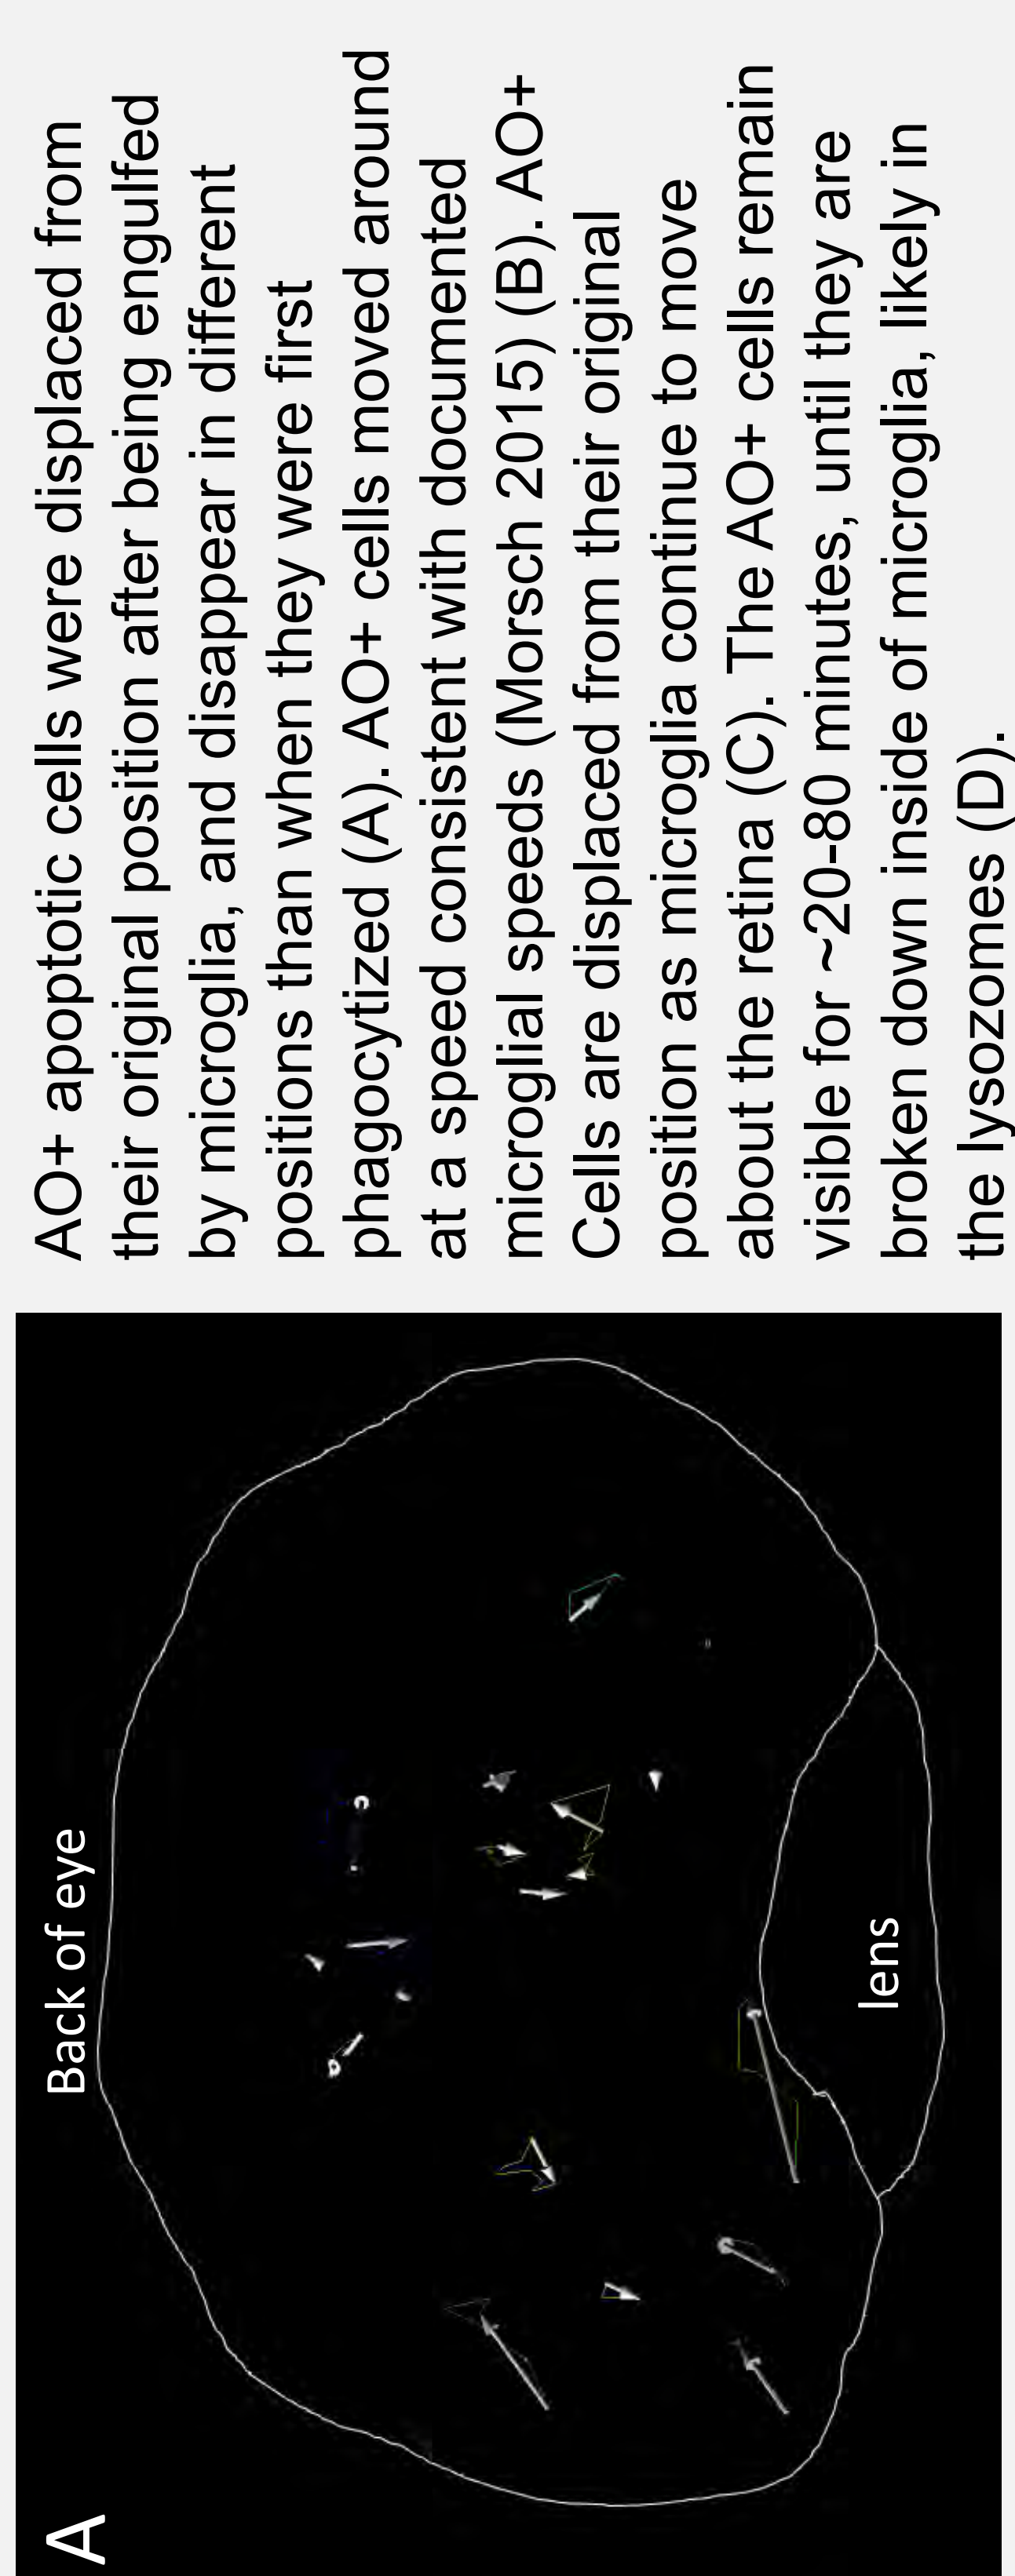 A
Back of eye
lens
AO+ apoptotic cells were displaced from
their original position after being engulfed
by microglia, and disappear in different
positions than when they were first
phagocytized (A). AO+ cells moved around
at a speed consistent with documented
microglial speeds (Morsch 2015) (B). AO+
Cells are displaced from their original
position as microglia continue to move
about the retina (C). The AO+ cells remain
visible for ~20-80 minutes, until they are
broken down inside of microglia, likely in
the lysozomes (D).